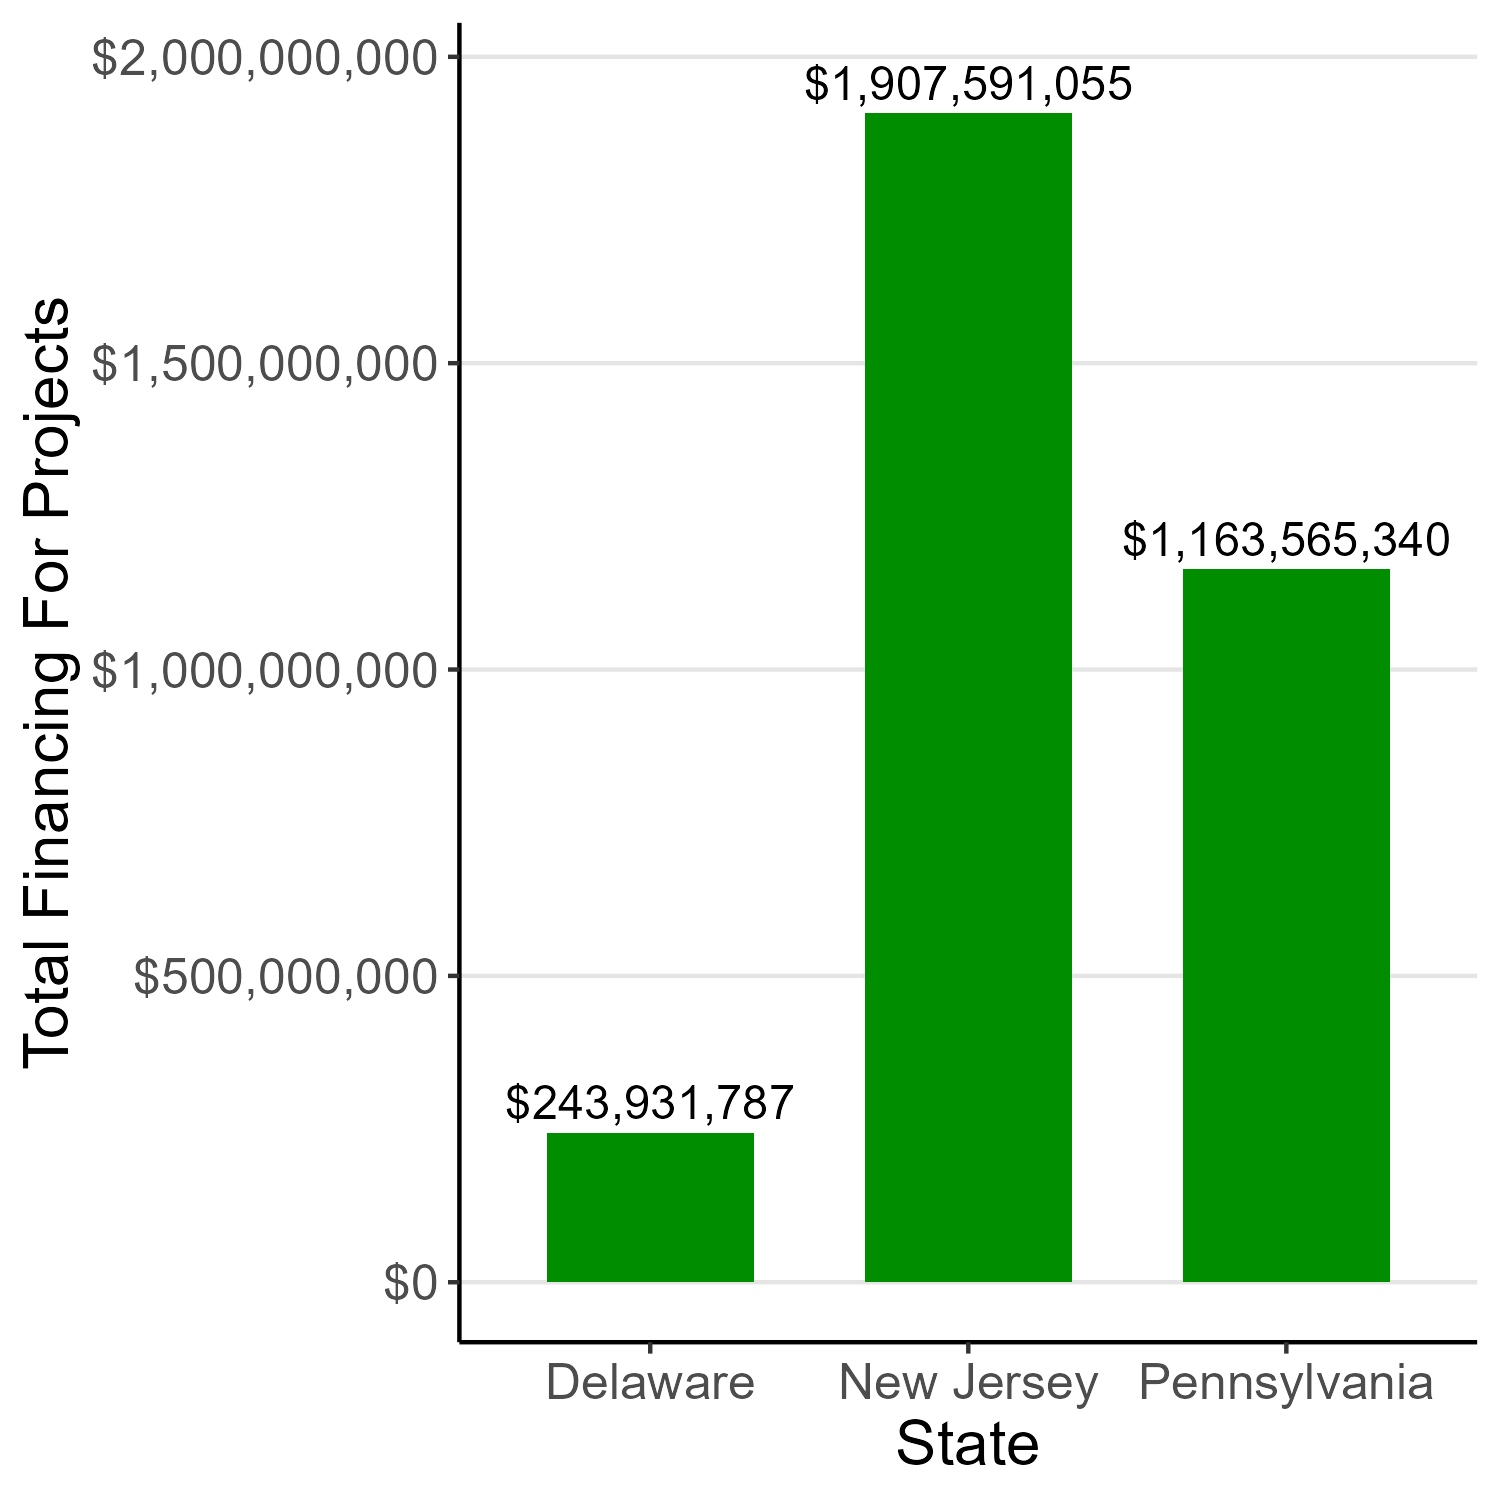 Total Financing For Projects
$2,000,000,000
$1,500,000,000
$1,000,000,000
$500,000,000
$0
$1,907,591,055
$1,163,565,340
$243,931,787
Delaware
New Jersey
Pennsylvania
State